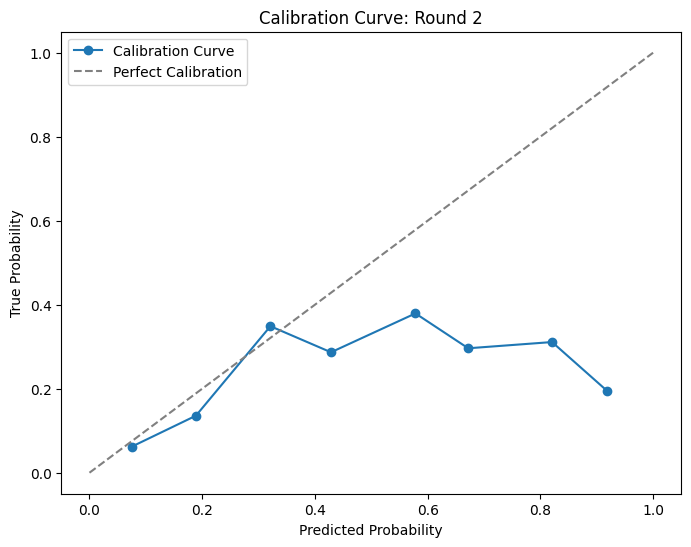 Calibration Curve: Round 2
Calibration Curve
Perfect Calibration
True Probability
1.0
0.8
0.6
0.4
0.2
0.0
0.0 0.2 0.4 0.6 0.8 1.0
Predicted Probability